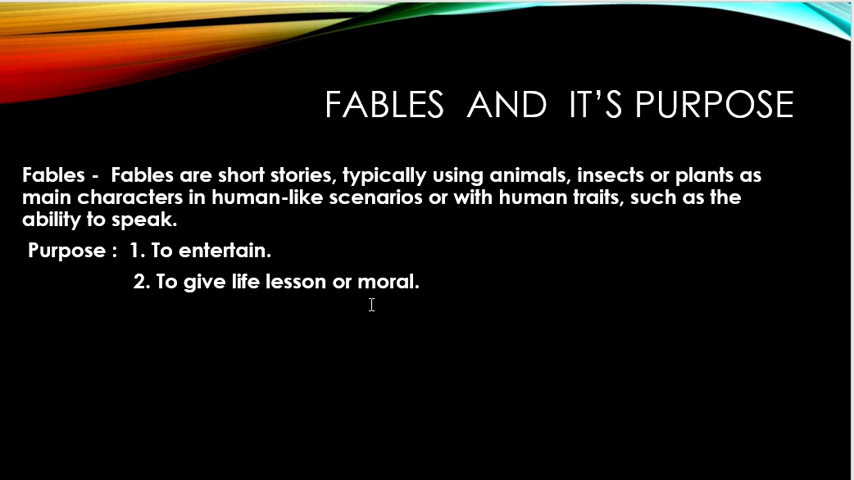 FABLES AND IT’S PURPOSE
Fables - Fables are short stories, typically using animals, insects or plants as
main characters in human-like scenarios or with human traits, such as the
ability to speak.
Purpose : 1. To entertain.
2. To give life lesson or moral.